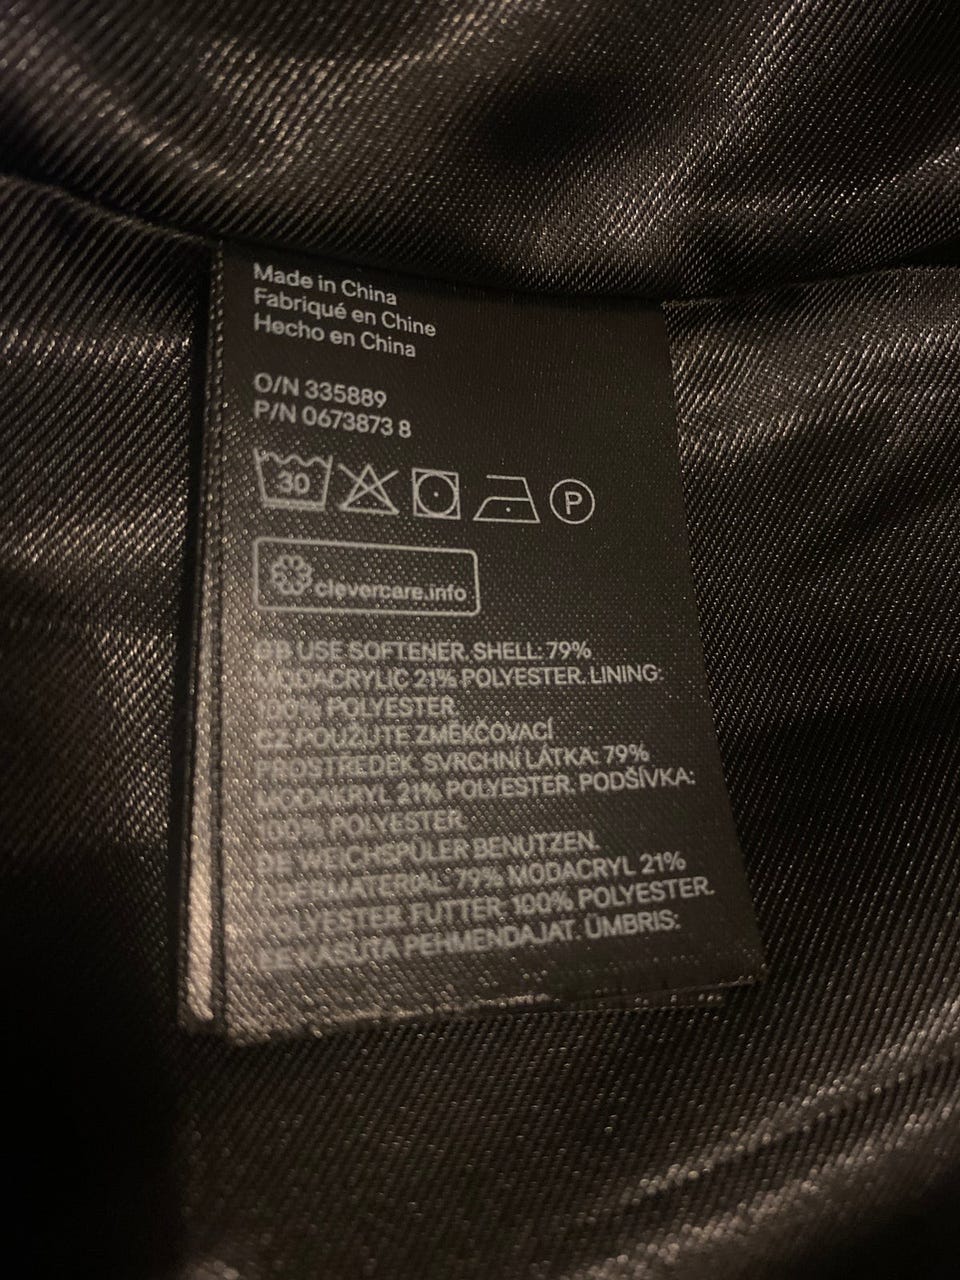 Made in China
Fabriqué en Chine
Hecho en China
O/N 335889
P/N 0673873 8
30
P
clevercare.info
GB USE SOFTENER. SHELL: 79%
MODACRYLIC 21% POLYESTER. LINING:
100% POLYESTER
CZ POUŽIJTE ZMĚKČOVACÍ
PROSTŘEDEK. SVRCHNÍ LÁTKA: 79%
MODAKRYL 21% POLYESTER. PODŠÍVKA:
100% POLYESTER.
DE WEICHSPÜLER BENUTZEN.
OBERMATERIAL: 79% MODACRYL 21%
POLYESTER. FUTTER: 100% POLYESTER.
EE KASUTA PEHMENDAJAT. ÜMBRIS: